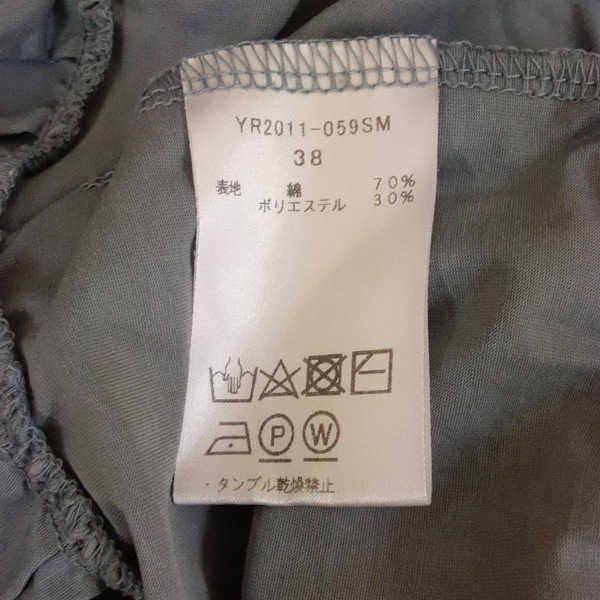 YR2011-059SM
38
表地 綿 70%
ポリエステル 30%
P W
・タンブル乾燥禁止